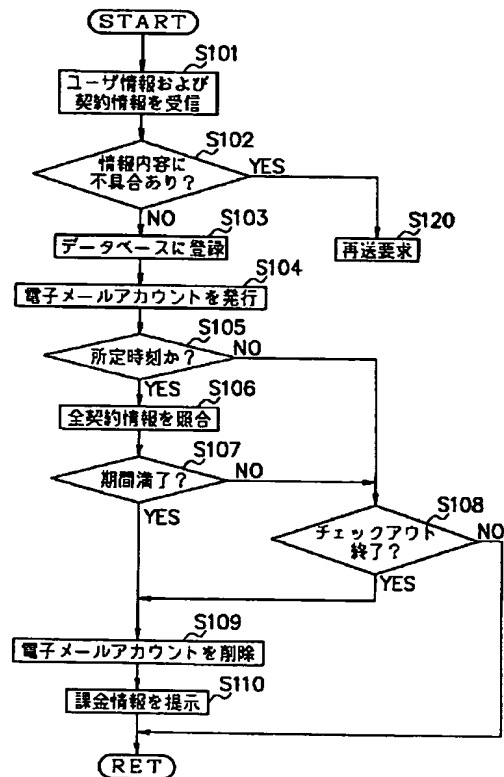 START
S101
ユーザ情報および
契約情報を受信
S102
情報内容に
不具合あり?
YES
NO
S103
データベースに登録
S120
再送要求
S104
電子メールアカウントを発行
S105
所定時刻か?
NO
YES
S106
全契約情報を照合
S107
期間満了?
NO
YES
S108
チェックアウト
終了?
NO
YES
S109
電子メールアカウントを削除
S110
課金情報を提示
RET